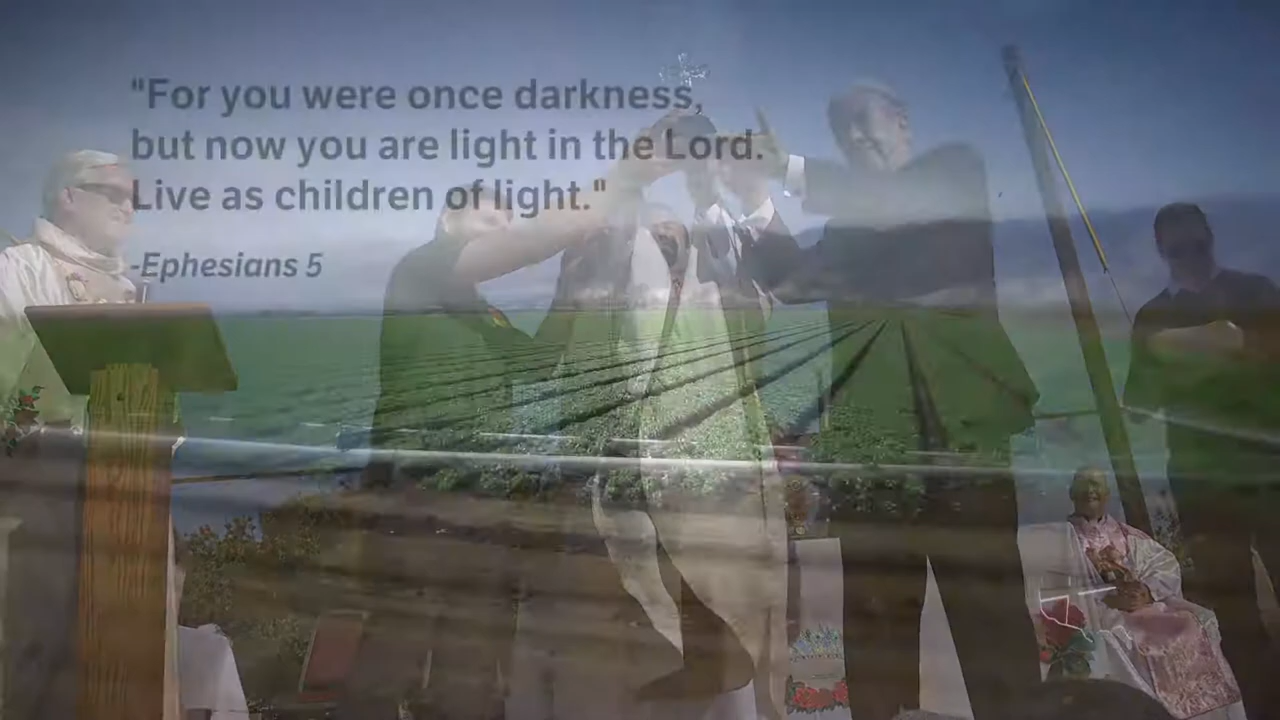 "For you were once darkness,
but now you are light in the Lord.
Live as children of light."
-Ephesians 5